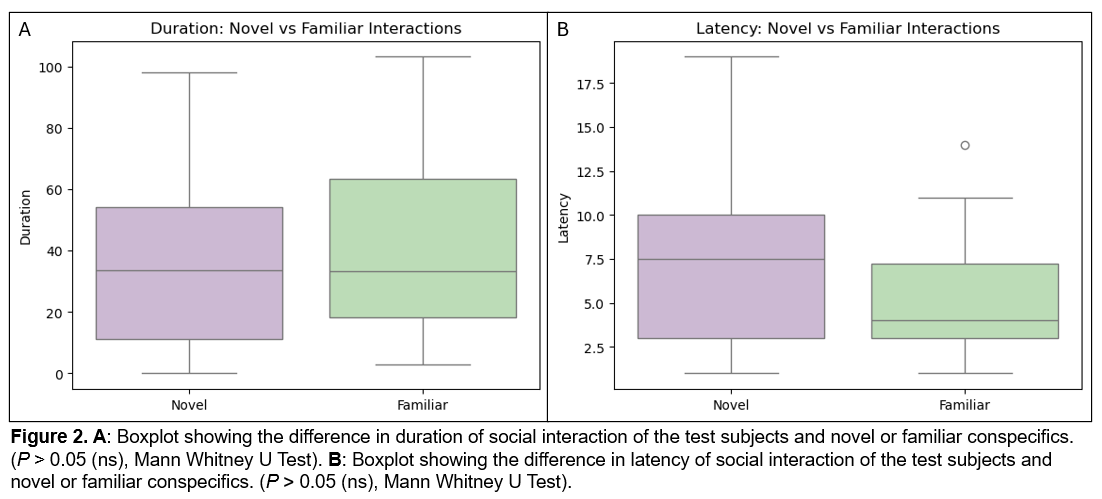 A
Duration: Novel vs Familiar Interactions
100
80
60
40
20
0
Duration
Novel
Familiar
B
Latency: Novel vs Familiar Interactions
17.5
15.0
12.5
10.0
7.5
5.0
2.5
Latency
Novel
Familiar
Figure 2. A: Boxplot showing the difference in duration of social interaction of the test subjects and novel or familiar conspecifics.
(P > 0.05 (ns), Mann Whitney U Test). B: Boxplot showing the difference in latency of social interaction of the test subjects and
novel or familiar conspecifics. (P > 0.05 (ns), Mann Whitney U Test).